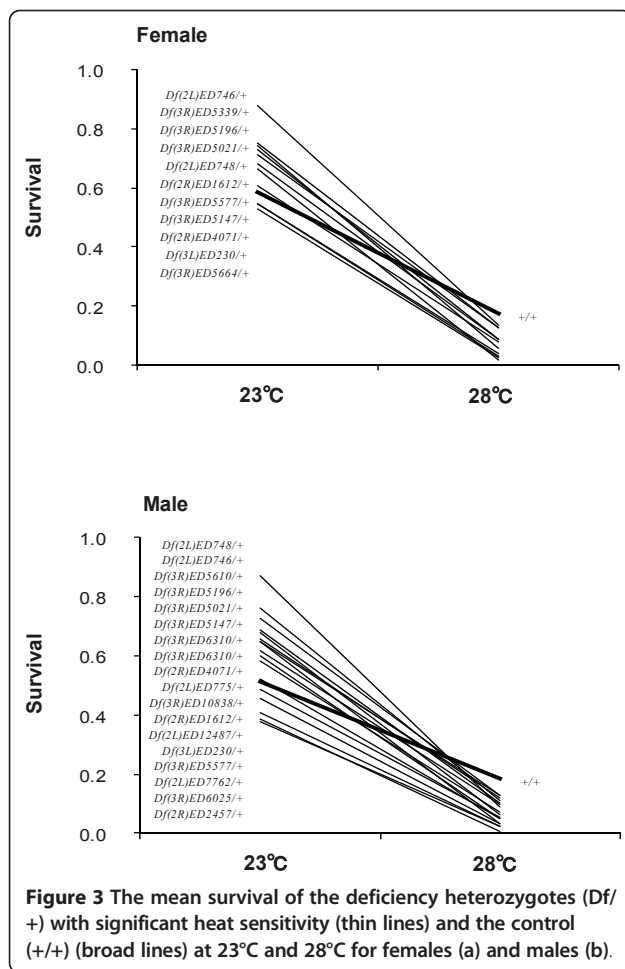 Female
1.0
0.8
0.6
0.4
0.2
0.0
Survival
Df(2L)ED746/+
Df(3R)ED5339/+
Df(3R)ED5196/+
Df(3R)ED5021/+
Df(2L)ED748/+
Df(2R)ED1612/+
Df(3R)ED5577/+
Df(3R)ED5147/+
Df(2R)ED4071/+
Df(3L)ED230/+
Df(3R)ED5664/+
+/+
23℃
28℃
Male
1.0
0.8
0.6
0.4
0.2
0.0
Survival
Df(2L)ED748/+
Df(2L)ED746/+
Df(3R)ED5610/+
Df(3R)ED5196/+
Df(3R)ED5021/+
Df(3R)ED5147/+
Df(3R)ED6310/+
Df(3R)ED6310/+
Df(2R)ED4071/+
Df(2L)ED775/+
Df(3R)ED10838/+
Df(2R)ED1612/+
Df(2L)ED12487/+
Df(3L)ED230/+
Df(3R)ED5577/+
Df(2L)ED7762/+
Df(3R)ED6025/+
Df(2R)ED2457/+
+/+
23℃
28℃
Figure 3 The mean survival of the deficiency heterozygotes (Df/
+) with significant heat sensitivity (thin lines) and the control
(+/+) (broad lines) at 23°C and 28°C for females (a) and males (b).